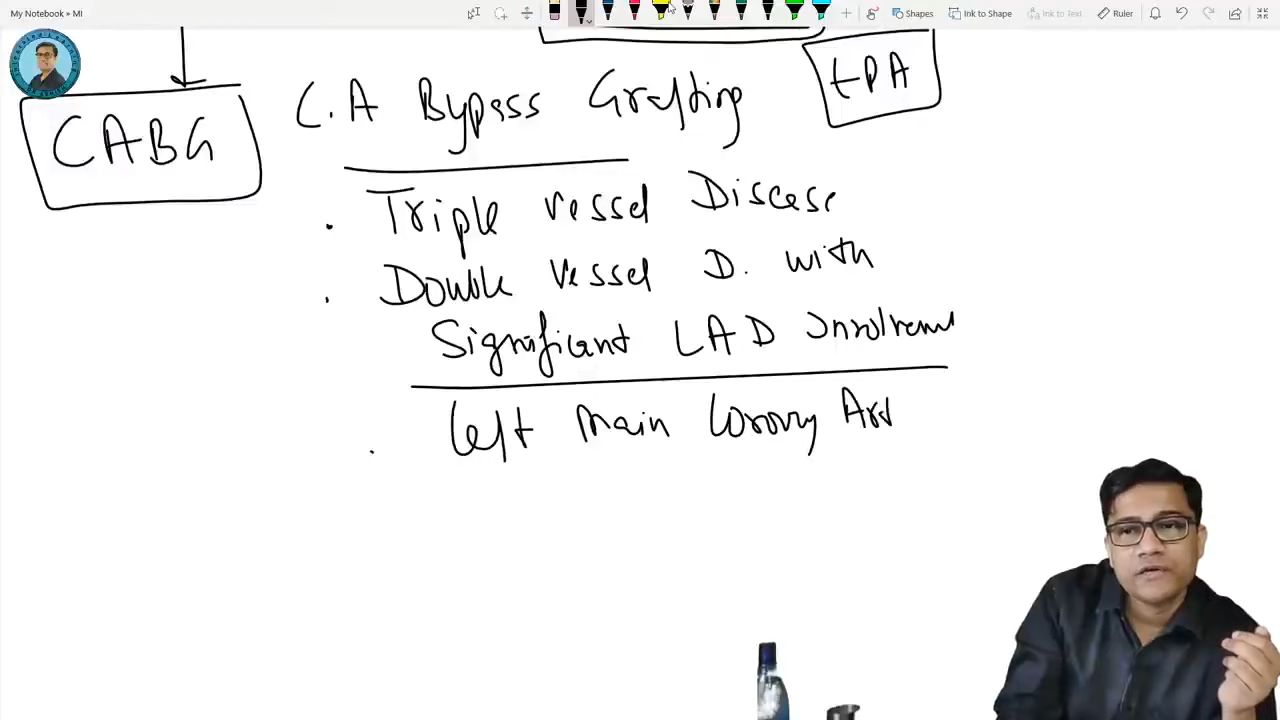 My Notebook » MI
Shapes Ink to Shape Ink to Text Ruler
tPA
C.A Bypass Grafting
CABG
. Triple Vessel Disease
. Double Vessel D. with
Significant LAD Involvement
. Left Main Coronary Art